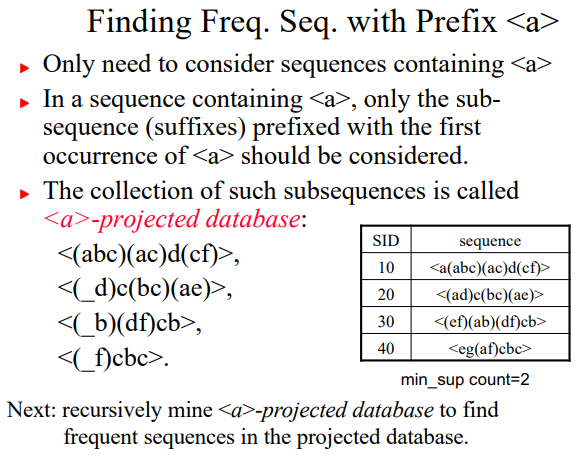 Finding Freq. Seq. with Prefix <a>
Only need to consider sequences containing <a>
In a sequence containing <a>, only the sub-
sequence (suffixes) prefixed with the first
occurrence of <a> should be considered.
The collection of such subsequences is called
<a>-projected database:
<(abc)(ac)d(cf)>,
<(_d)c(bc)(ae)>,
<(_b)(df)cb>,
<(_f)cbc>.
SID sequence
10 <a(abc)(ac)d(cf)>
20 <(ad)c(bc)(ae)>
30 <(ef)(ab)(df)cb>
40 <eg(af)cbc>
min_sup count=2
Next: recursively mine <a>-projected database to find
frequent sequences in the projected database.